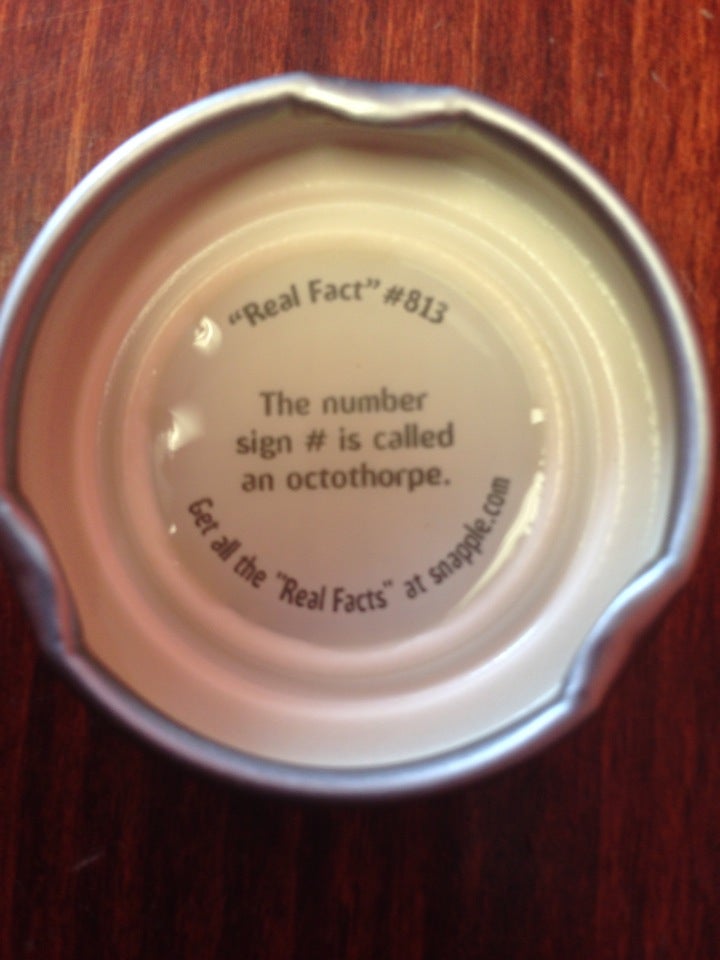 “Real Fact” #813
The number
sign # is called
an octothorpe.
Get all the "Real Facts" at snapple.com